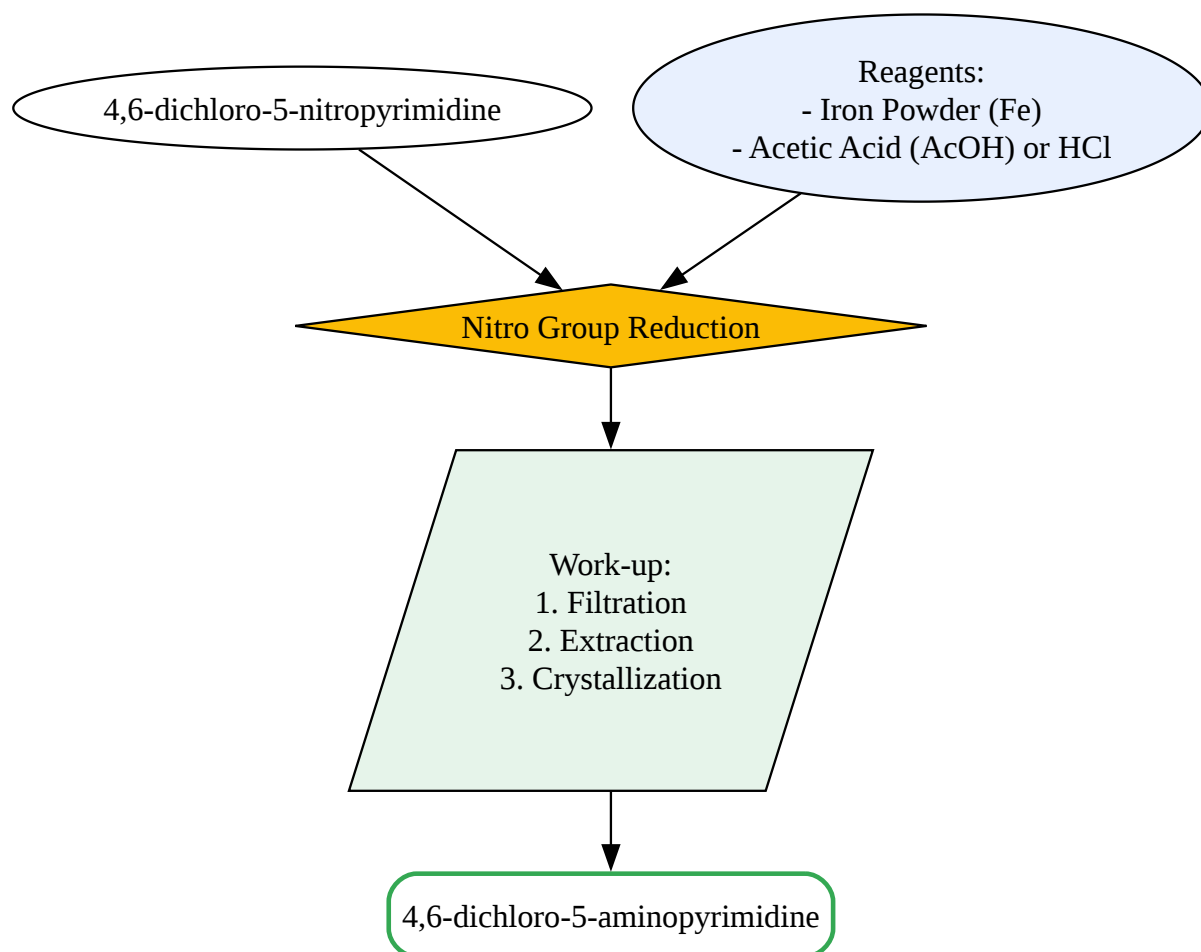 4,6-dichloro-5-nitropyrimidine
Reagents:
- Iron Powder (Fe)
- Acetic Acid (AcOH) or HCl
Nitro Group Reduction
Work-up:
1. Filtration
2. Extraction
3. Crystallization
4,6-dichloro-5-aminopyrimidine